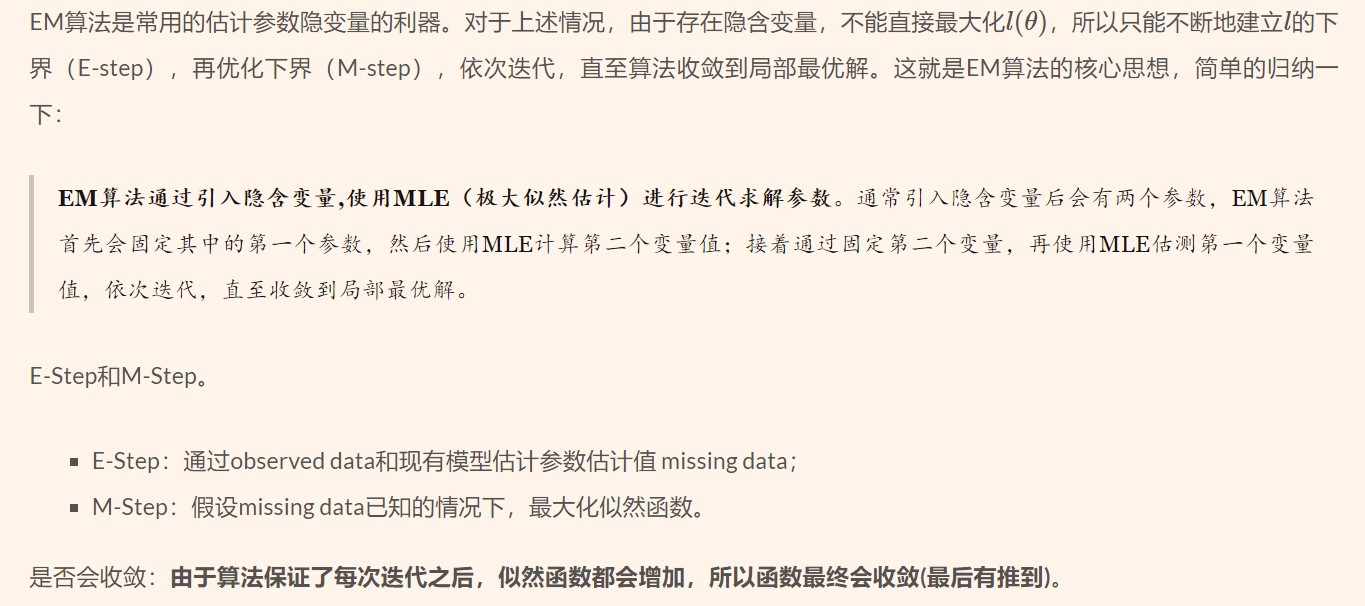 EM算法是常用的估计参数隐变量的利器。对于上述情况，由于存在隐含变量，不能直接最大化l(θ)，所以只能不断地建立l的下
界（E-step），再优化下界（M-step），依次迭代，直至算法收敛到局部最优解。这就是EM算法的核心思想，简单的归纳一
下：
EM算法通过引入隐含变量,使用MLE（极大似然估计）进行迭代求解参数。通常引入隐含变量后会有两个参数，EM算法
首先会固定其中的第一个参数，然后使用MLE计算第二个变量值；接着通过固定第二个变量，再使用MLE估测第一个变量
值，依次迭代，直至收敛到局部最优解。
E-Step和M-Step。
▪ E-Step：通过observed data和现有模型估计参数估计值 missing data；
▪ M-Step：假设missing data已知的情况下，最大化似然函数。
是否会收敛：由于算法保证了每次迭代之后，似然函数都会增加，所以函数最终会收敛(最后有推到)。